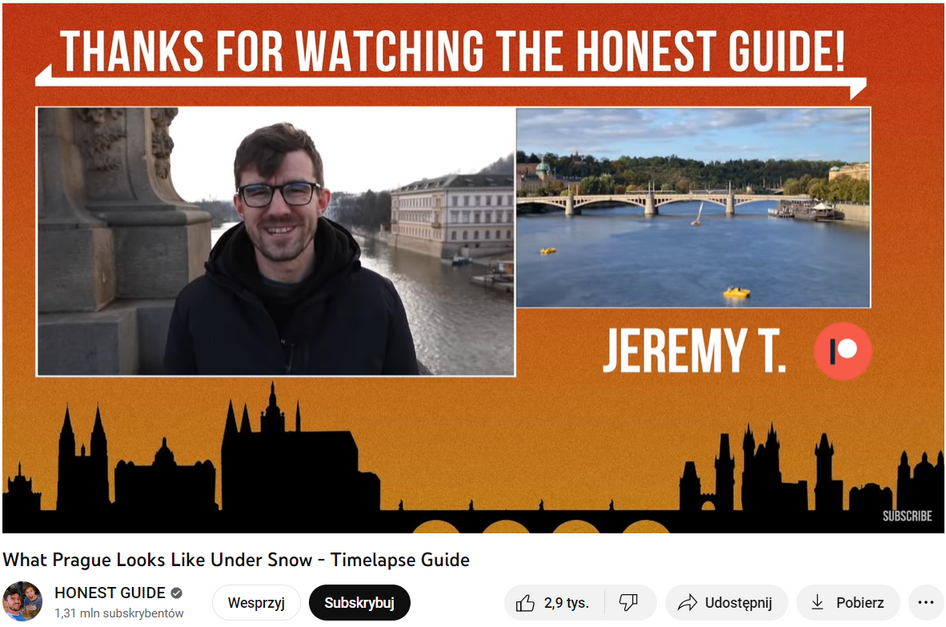 THANKS FOR WATCHING THE HONEST GUIDE!
JEREMY T.
SUBSCRIBE
What Prague Looks Like Under Snow - Timelapse Guide
HONEST GUIDE
1,31 mln subskrybentów
Wesprzyj
Subskrybuj
2,9 tys.
Udostępnij
Pobierz